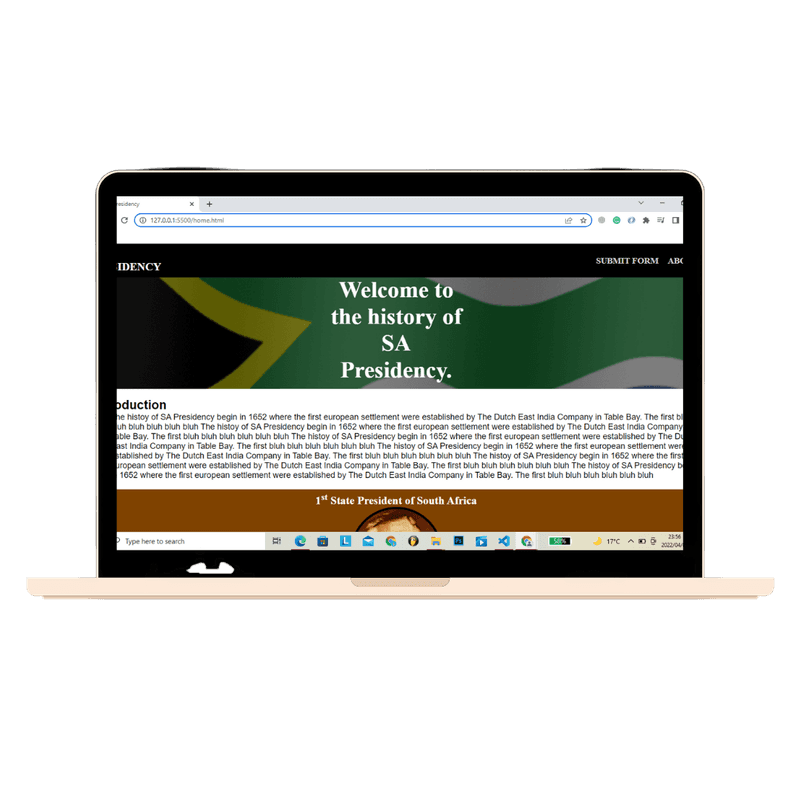 residency
127.0.0.1:5500/home.html
SIDENCY
SUBMIT FORM ABO
Welcome to
the history of
SA
Presidency.
oduction
he histoy of SA Presidency begin in 1652 where the first european settlement were established by The Dutch East India Company in Table Bay. The first bl
uh bluh bluh bluh bluh The histoy of SA Presidency begin in 1652 where the first european settlement were established by The Dutch East India Company
able Bay. The first bluh bluh bluh bluh bluh bluh The histoy of SA Presidency begin in 1652 where the first european settlement were established by The Du
ast India Company in Table Bay. The first bluh bluh bluh bluh bluh bluh The histoy of SA Presidency begin in 1652 where the first european settlement were
stablished by The Dutch East India Company in Table Bay. The first bluh bluh bluh bluh bluh bluh The histoy of SA Presidency begin in 1652 where the first
uropean settlement were established by The Dutch East India Company in Table Bay. The first bluh bluh bluh bluh bluh bluh The histoy of SA Presidency be
1652 where the first european settlement were established by The Dutch East India Company in Table Bay. The first bluh bluh bluh bluh bluh bluh
1st State President of South Africa
Type here to search
58%
17°C
23:56
2022/04/